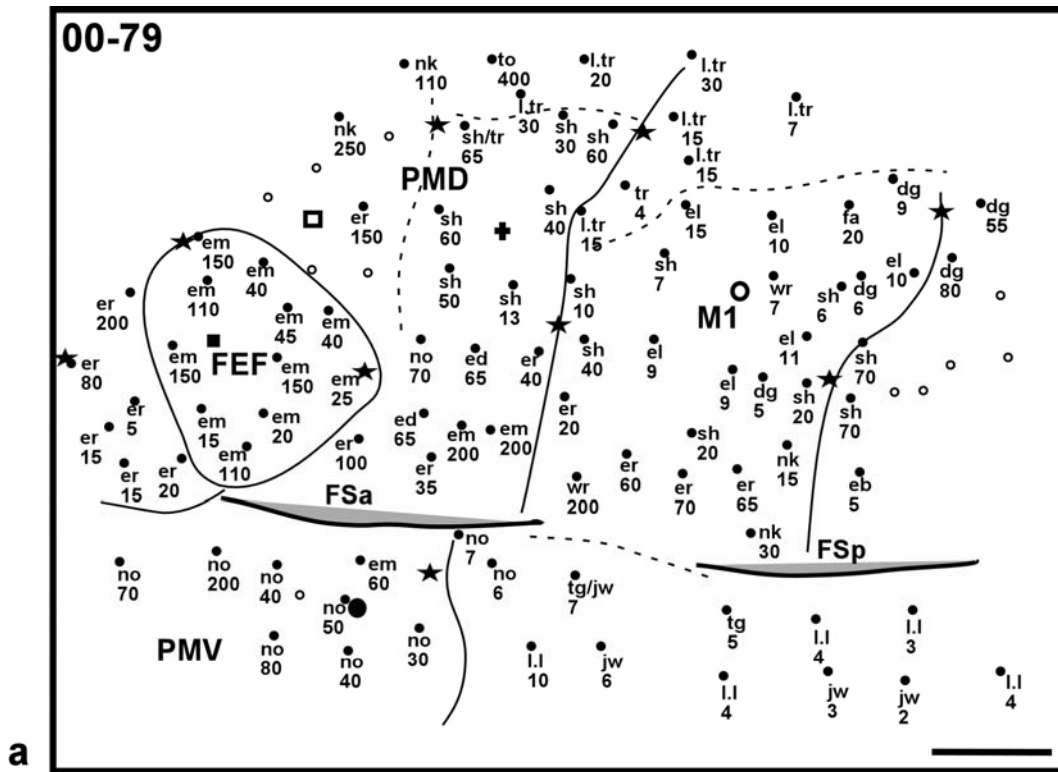 00-79
nk
110
to
400
l.tr
20
l.tr
30
l.tr
30
l.tr
7
nk
250
sh/tr
65
sh
30
sh
60
l.tr
15
l.tr
15
PMD
er
150
sh
60
sh
40
l.tr
15
tr
4
el
15
el
10
fa
20
dg
9
dg
55
em
150
em
40
em
110
er
200
em
45
em
40
sh
50
sh
13
sh
10
sh
7
M1
wr
7
sh
6
dg
6
el
10
dg
80
er
80
em
150
FEF
em
150
em
25
no
70
ed
65
er
40
sh
40
el
9
el
11
sh
70
er
5
em
15
em
20
ed
65
em
200
em
200
er
20
el
9
dg
5
sh
20
sh
70
er
15
er
15
er
20
em
110
er
100
er
35
wr
200
er
60
sh
20
er
70
er
65
nk
15
eb
5
FSa
nk
30
FSp
no
7
no
70
no
200
no
40
em
60
no
6
tg/jw
7
no
50
PMV
no
80
no
40
no
30
l.l
10
jw
6
tg
5
l.l
4
l.l
3
l.l
4
jw
3
jw
2
l.l
4
a